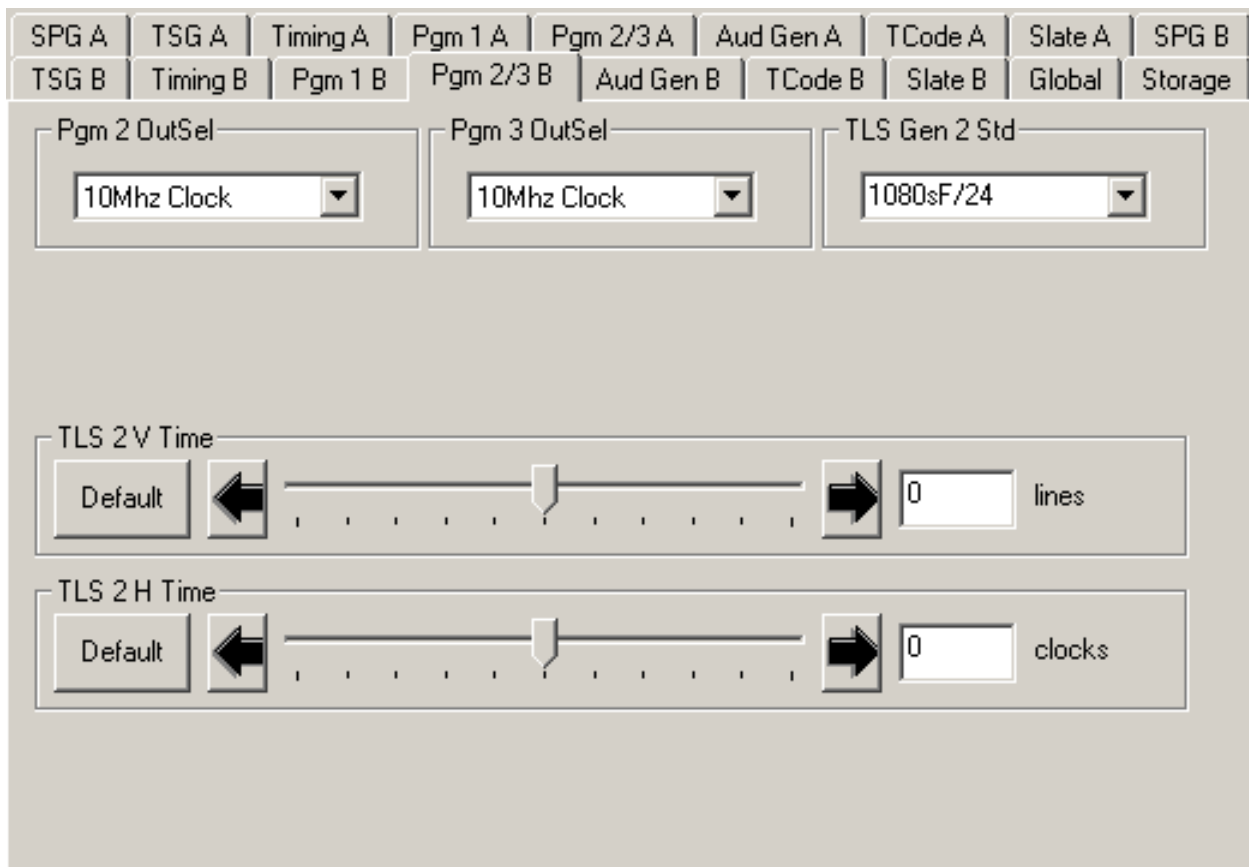 SPG A TSG A Timing A Pgm 1 A Pgm 2/3 A Aud Gen A TCode A Slate A SPG B
TSG B Timing B Pgm 1 B Pgm 2/3 B Aud Gen B TCode B Slate B Global Storage
Pgm 2 OutSel Pgm 3 OutSel TLS Gen 2 Std
10Mhz Clock 10Mhz Clock 1080sF/24
TLS 2 V Time
Default 0 lines
TLS 2 H Time
Default 0 clocks